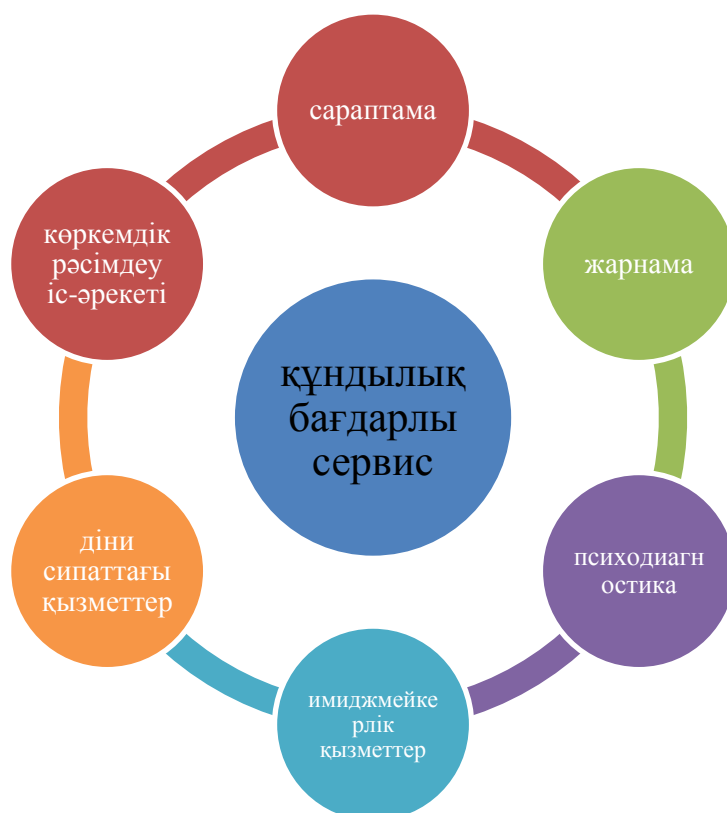 сараптама
көркемдік
рәсімдеу
іс-әрекеті
жарнама
құндылық
бағдарлы
сервис
діни
сипаттағы
қызметтер
психодиагн
остика
имиджмейке
рлік
қызметтер